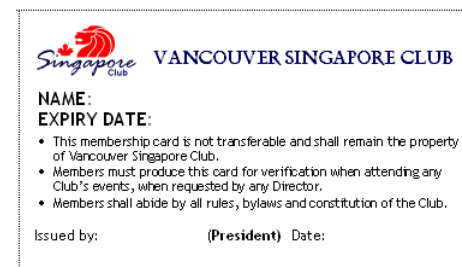 Singapore
Club
VANCOUVER SINGAPORE CLUB
NAME:
EXPIRY DATE:
• This membership card is not transferable and shall remain the property
of Vancouver Singapore Club.
• Members must produce this card for verification when attending any
Club's events, when requested by any Director.
• Members shall abide by all rules, bylaws and constitution of the Club.
Issued by: (President) Date: